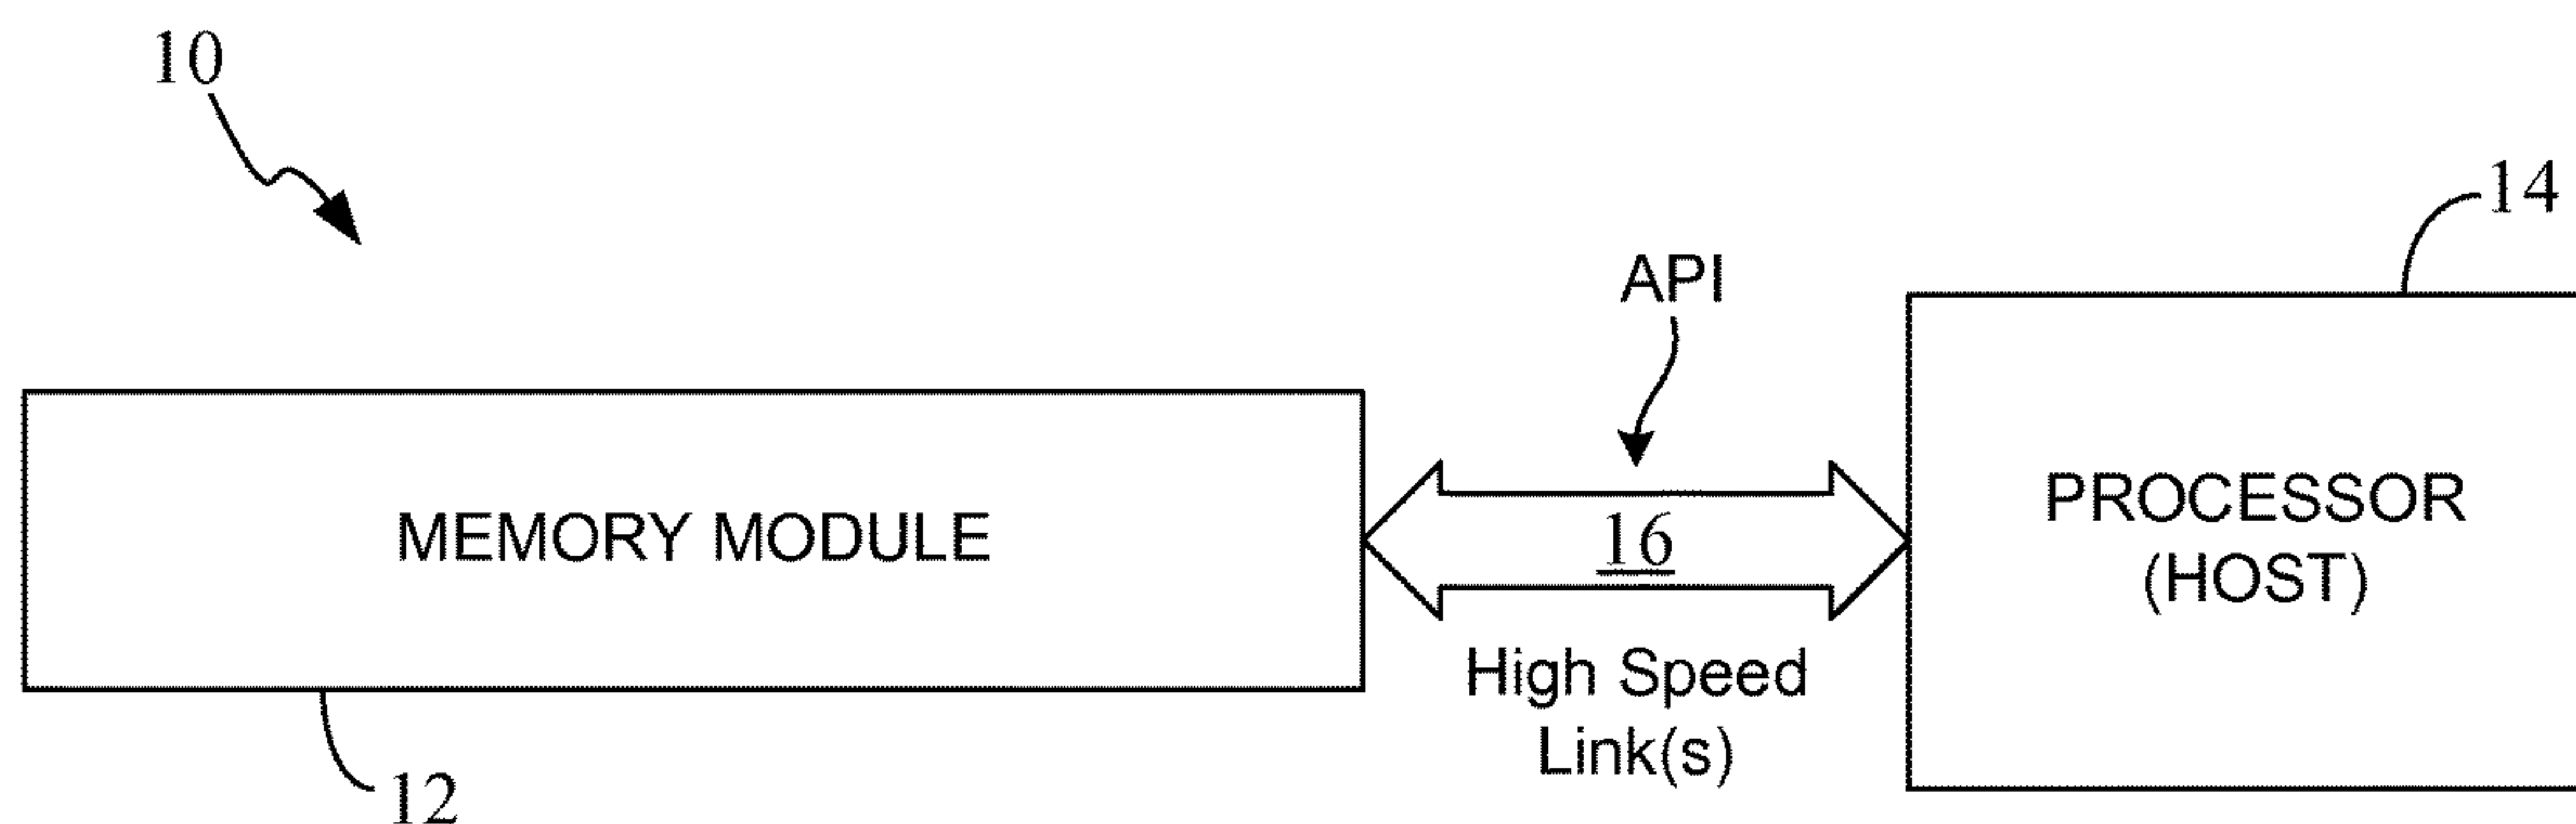 10
14
API
MEMORY MODULE
16
PROCESSOR
(HOST)
High Speed
Link(s)
12